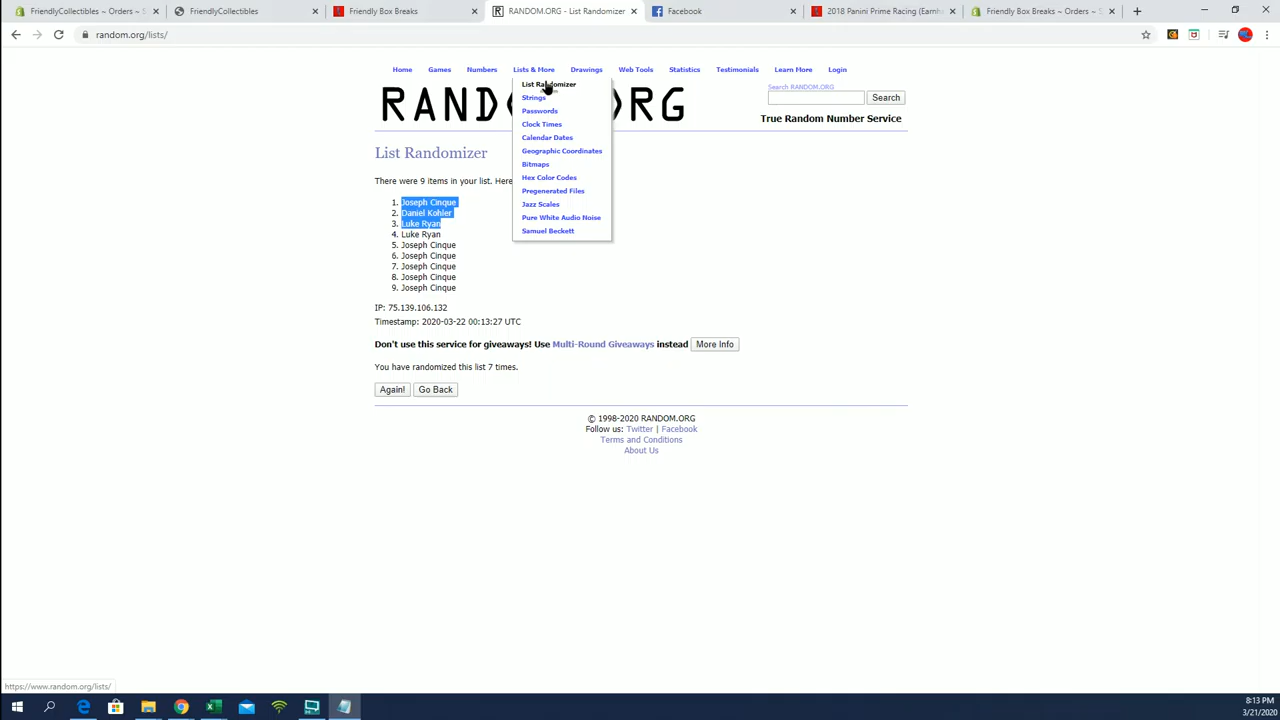 FriendlyCollectibles ~ Orders ~ S
FriendlyCollectibles
Friendly Box Breaks
RANDOM.ORG - List Randomizer
Facebook
2018 Panini Prime Racing (Earnh
Friendly Box Breaks ~ Orders ~ S
random.org/lists/
Home Games Numbers Lists & More Drawings Web Tools Statistics Testimonials Learn More Login
List Randomizer
Strings
Passwords
Clock Times
Calendar Dates
Geographic Coordinates
Bitmaps
Hex Color Codes
Pregenerated Files
Jazz Scales
Pure White Audio Noise
Samuel Beckett
Search RANDOM.ORG
Search
True Random Number Service
List Randomizer
There were 9 items in your list. Here
1. Joseph Cinque
2. Daniel Kohler
3. Luke Ryan
4. Luke Ryan
5. Joseph Cinque
6. Joseph Cinque
7. Joseph Cinque
8. Joseph Cinque
9. Joseph Cinque
IP: 75.139.106.132
Timestamp: 2020-03-22 00:13:27 UTC
Don't use this service for giveaways! Use Multi-Round Giveaways instead More Info
You have randomized this list 7 times.
Again! Go Back
© 1998-2020 RANDOM.ORG
Follow us: Twitter | Facebook
Terms and Conditions
About Us
https://www.random.org/lists/
8:13 PM
3/21/2020